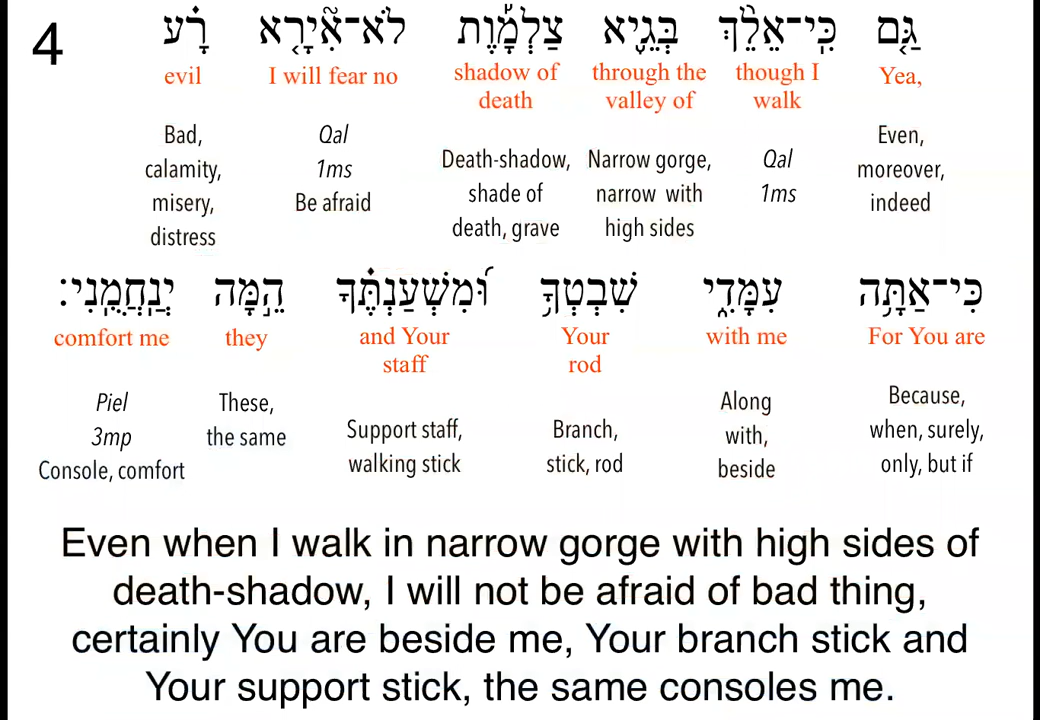 4
גַּ֤ם כִּֽי־אֵלֵ֨ךְ בְּגֵ֪יא צַלְמָ֡וֶת לֹא־אִ֘ירָ֤א רָ֗ע
Yea, though I through the shadow of I will fear no evil
walk valley of death
Even, Qal Narrow gorge, Death-shadow, Qal Bad,
moreover, 1ms narrow with shade of 1ms calamity,
indeed high sides death, grave Be afraid misery,
distress
כִּי־אַתָּ֥ה עִמָּדִ֑י שִׁבְטְךָ֥ וּ֝מִשְׁעַנְתֶּ֗ךָ הֵ֣מָּה יְנַֽחֲמֻֽנִי׃
For You are with me Your and Your they comfort me
rod staff
Because, Along Branch, Support staff, These, Piel
when, surely, with, stick, rod walking stick the same 3mp
only, but if beside Console, comfort
Even when I walk in narrow gorge with high sides of
death-shadow, I will not be afraid of bad thing,
certainly You are beside me, Your branch stick and
Your support stick, the same consoles me.